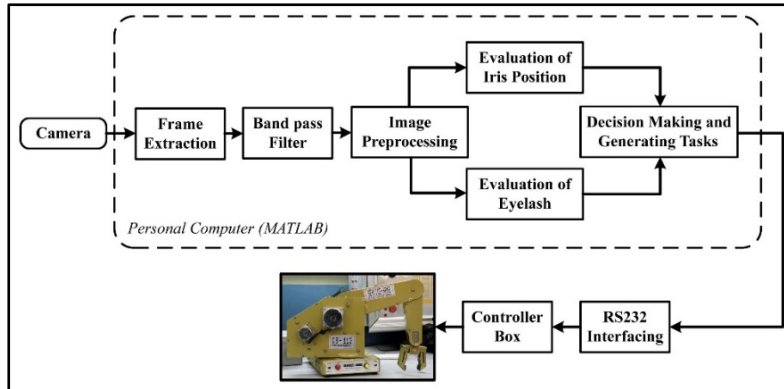 Evaluation of
Iris Position
Camera
Frame
Extraction
Band pass
Filter
Image
Preprocessing
Decision Making and
Generating Tasks
Evaluation of
Eyelash
Personal Computer (MATLAB)
Controller
Box
RS232
Interfacing